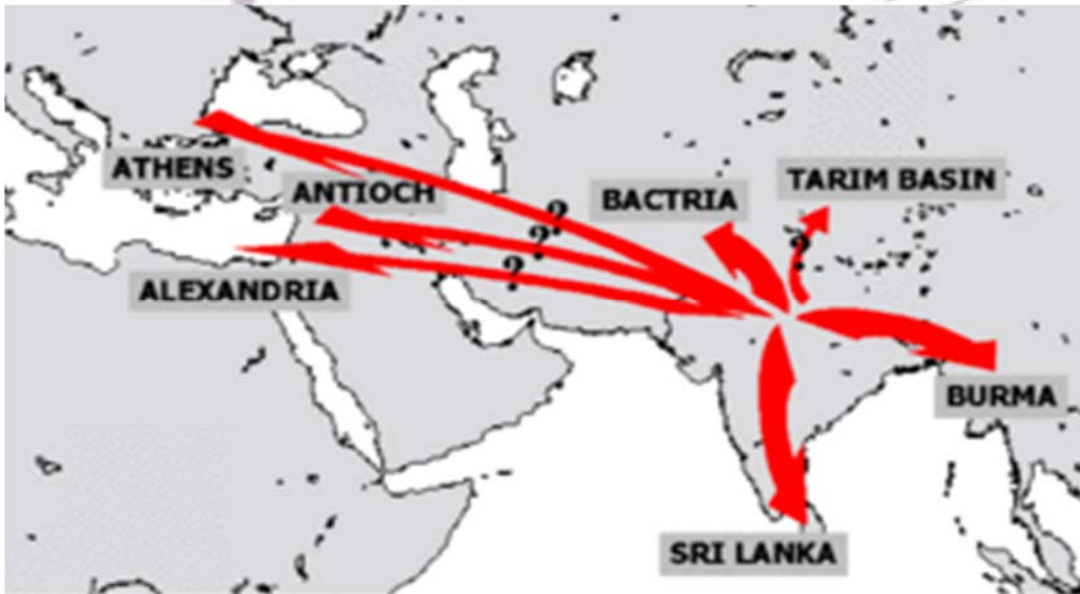 ATHENS
ANTIOCH
BACTRIA
TARIM BASIN
?
?
?
?
ALEXANDRIA
BURMA
SRI LANKA